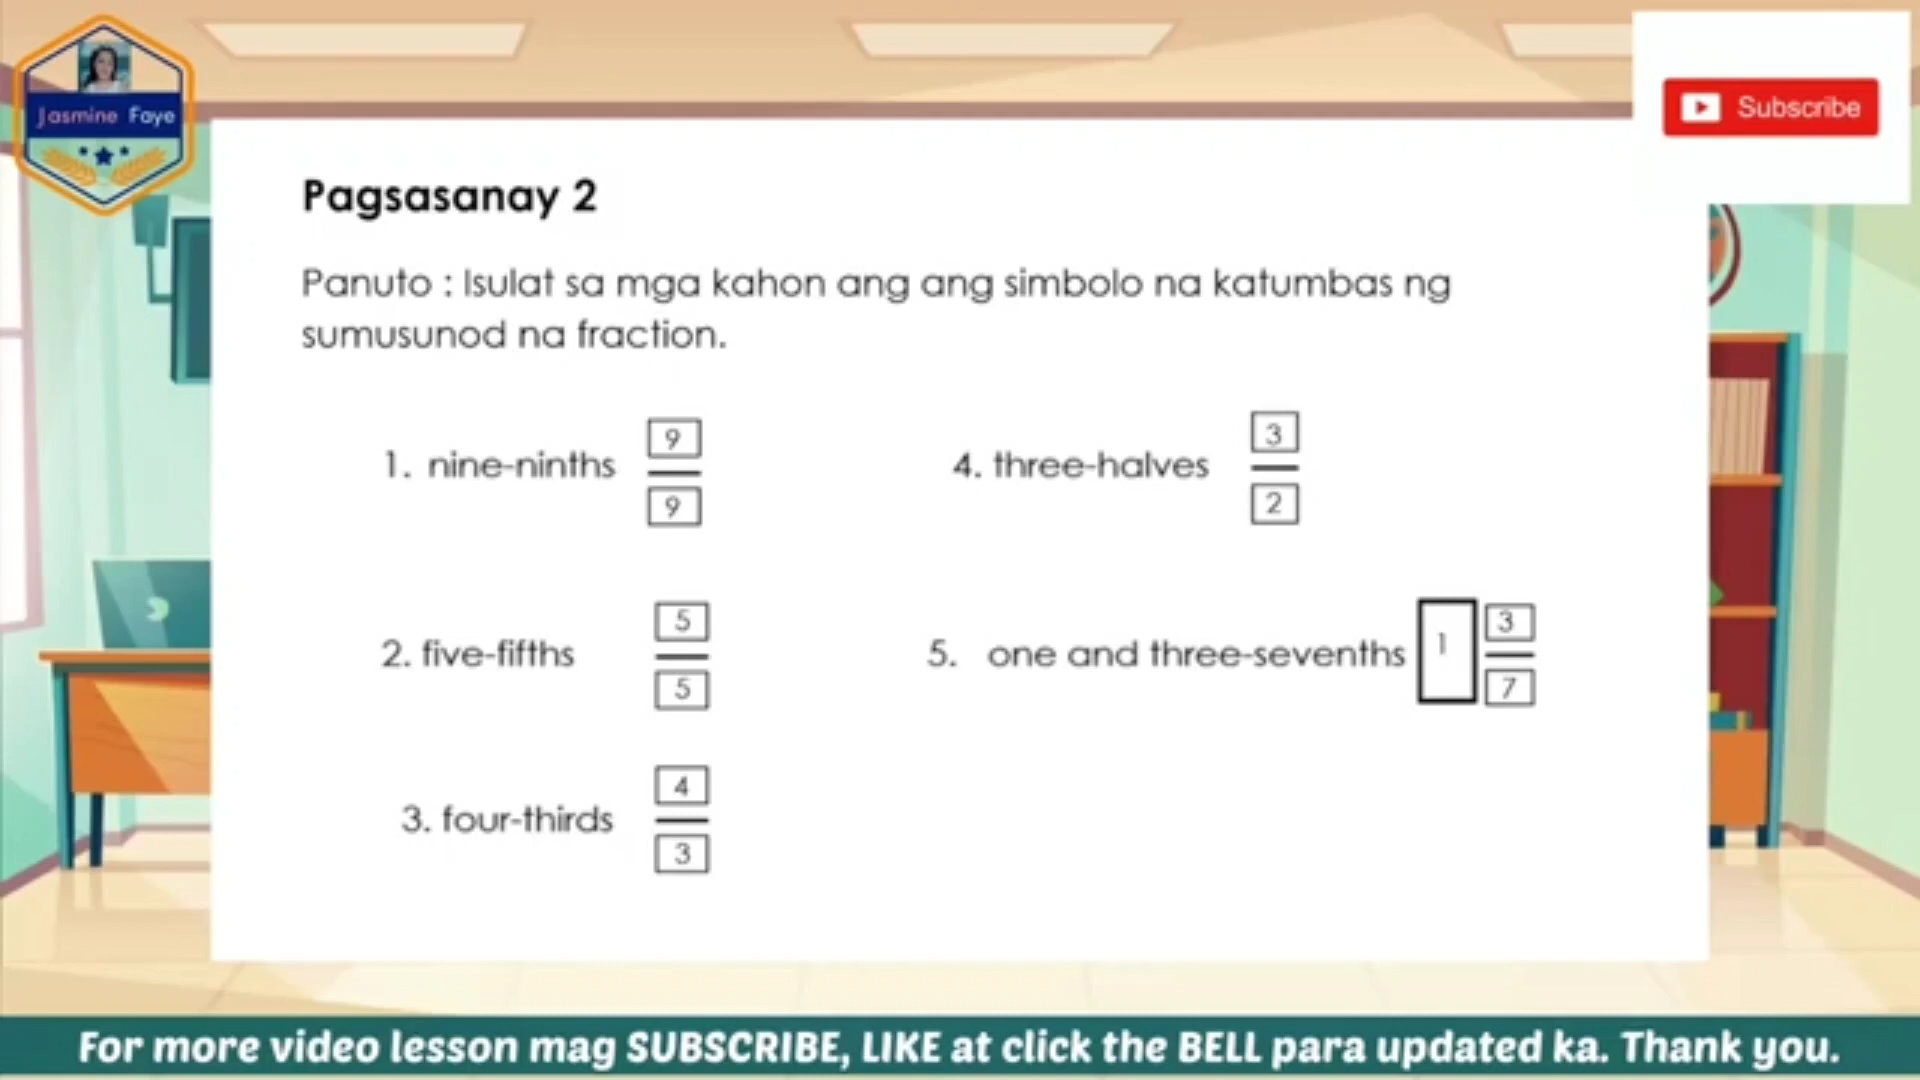 Jasmine Faye
Subscribe
Pagsasanay 2
Panuto : Isulat sa mga kahon ang ang simbolo na katumbas ng
sumusunod na fraction.
1. nine-ninths
9
9
2. five-fifths
5
5
3. four-thirds
4
3
4. three-halves
3
2
5. one and three-sevenths
1
3
7
For more video lesson mag SUBSCRIBE, LIKE at click the BELL para updated ka. Thank you.